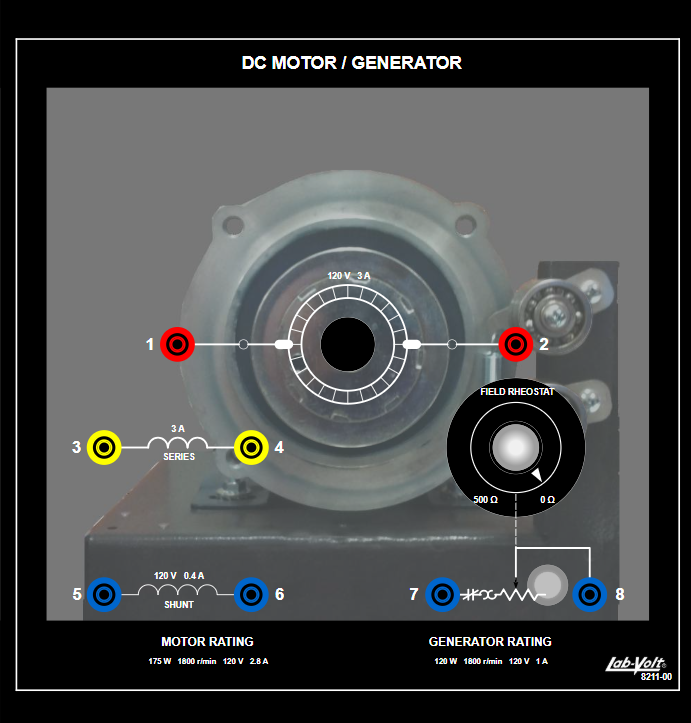 DC MOTOR / GENERATOR
120 V 3 A
1
2
FIELD RHEOSTAT
3 A
3
4
SERIES
500 Ω
0 Ω
120 V 0.4 A
5
6
7
8
SHUNT
MOTOR RATING
GENERATOR RATING
175 W 1800 r/min 120 V 2.8 A
120 W 1800 r/min 120 V 1 A
Lab-Volt®
8211-00